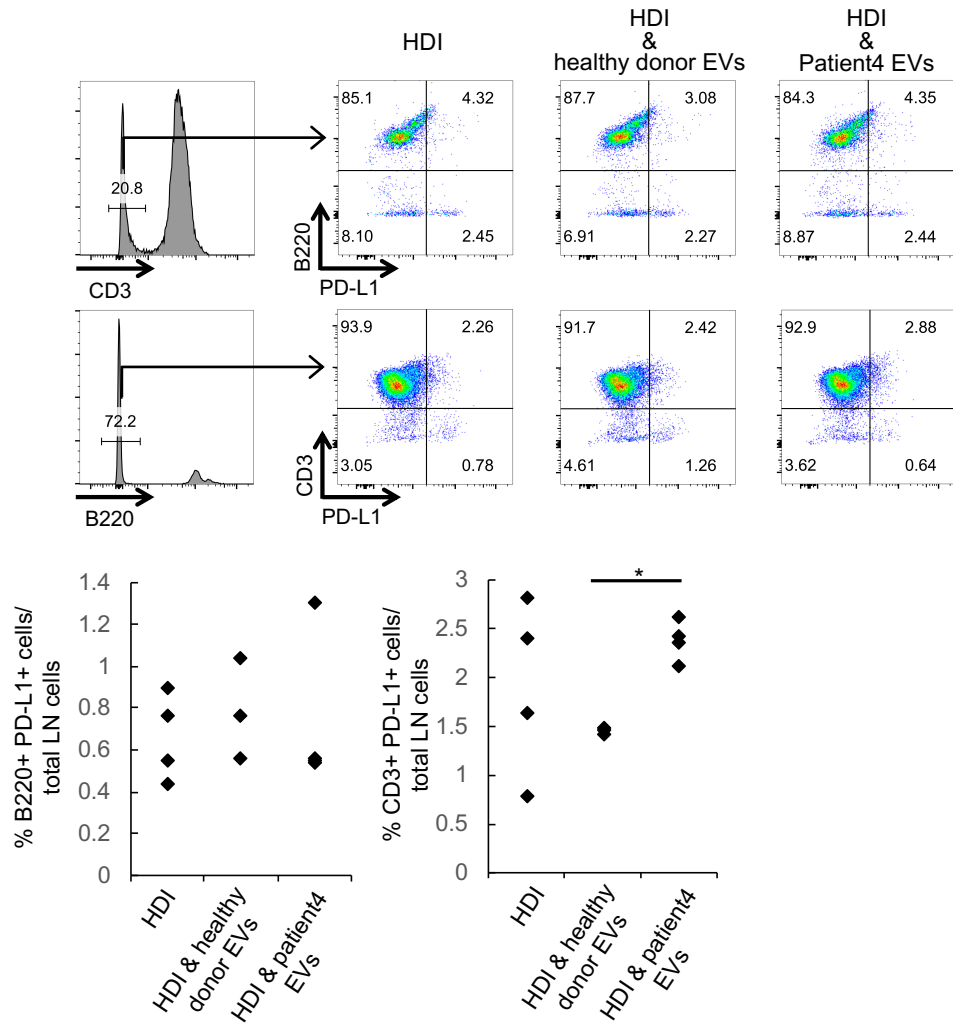 HDI
HDI
&
healthy donor EVs
HDI
&
Patient4 EVs
20.8
CD3
85.1 4.32
8.10 2.45
B220
PD-L1
87.7 3.08
6.91 2.27
84.3 4.35
8.87 2.44
72.2
B220
93.9 2.26
3.05 0.78
CD3
PD-L1
91.7 2.42
4.61 1.26
92.9 2.88
3.62 0.64
% B220+ PD-L1+ cells/
total LN cells
1.4
1.2
1
0.8
0.6
0.4
0.2
0
HDI
HDI & healthy
donor EVs
HDI & patient4
EVs
% CD3+ PD-L1+ cells/
total LN cells
3
2.5
2
1.5
1
0.5
0
*
HDI
HDI & healthy
donor EVs
HDI & patient4
EVs